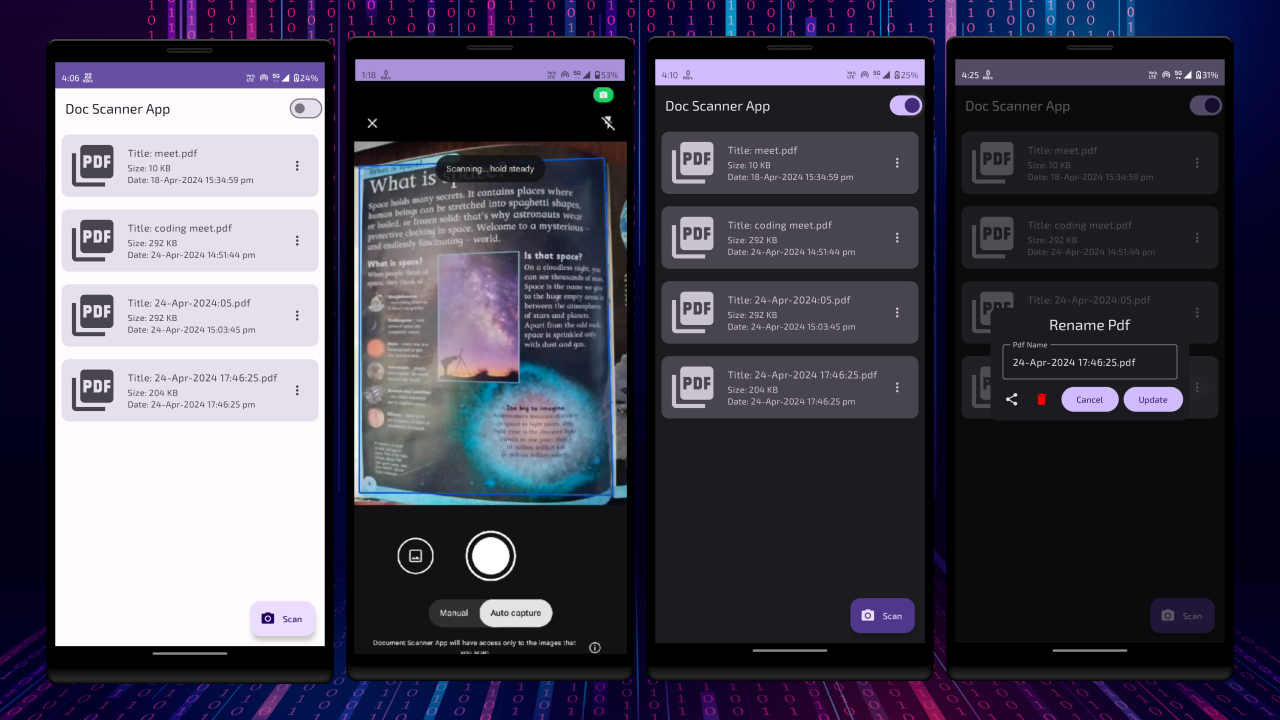 4:06
24%
Doc Scanner App
PDF
Title: meet.pdf
Size: 10 KB
Date: 18-Apr-2024 15:34:59 pm
PDF
Title: coding meet.pdf
Size: 292 KB
Date: 24-Apr-2024 14:51:44 pm
PDF
Title: 24-Apr-2024:05.pdf
Size: 292 KB
Date: 24-Apr-2024 15:03:45 pm
PDF
Title: 24-Apr-2024 17:46:25.pdf
Size: 204 KB
Date: 24-Apr-2024 17:46:25 pm
Scan
1:18
5G
53%
Scanning... hold steady
What is space?
Space holds many secrets. It contains places where
human beings can be stretched into spaghetti shapes,
or boiled, or frozen solid: that's why astronauts wear
protective clothing in space. Welcome to a mysterious –
and endlessly fascinating – world.
What is space?
When people think of
space, they think of
Is that space?
On a cloudless night, you
can see thousands of stars
Space is the name we give
to the huge empty areas in
between the atmosphere
of stars and planets.
Apart from the odd rock,
space is sprinkled only
with dust and gas.
Too big to imagine
Manual
Auto capture
Document Scanner App will have access only to the images that
you scan
4:10
5G
25%
Doc Scanner App
PDF
Title: meet.pdf
Size: 10 KB
Date: 18-Apr-2024 15:34:59 pm
PDF
Title: coding meet.pdf
Size: 292 KB
Date: 24-Apr-2024 14:51:44 pm
PDF
Title: 24-Apr-2024:05.pdf
Size: 292 KB
Date: 24-Apr-2024 15:03:45 pm
PDF
Title: 24-Apr-2024 17:46:25.pdf
Size: 204 KB
Date: 24-Apr-2024 17:46:25 pm
Scan
4:25
5G
31%
Doc Scanner App
PDF
Title: meet.pdf
Size: 10 KB
Date: 18-Apr-2024 15:34:59 pm
PDF
Title: coding meet.pdf
Size: 292 KB
Date: 24-Apr-2024 14:51:44 pm
Title: 24-Apr-2024:05.pdf
Rename Pdf
Pdf Name
24-Apr-2024 17:46:25.pdf
Cancel
Update
Scan